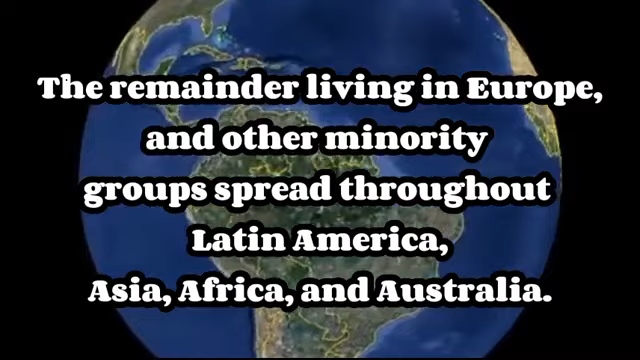 The remainder living in Europe,
and other minority
groups spread throughout
Latin America,
Asia, Africa, and Australia.